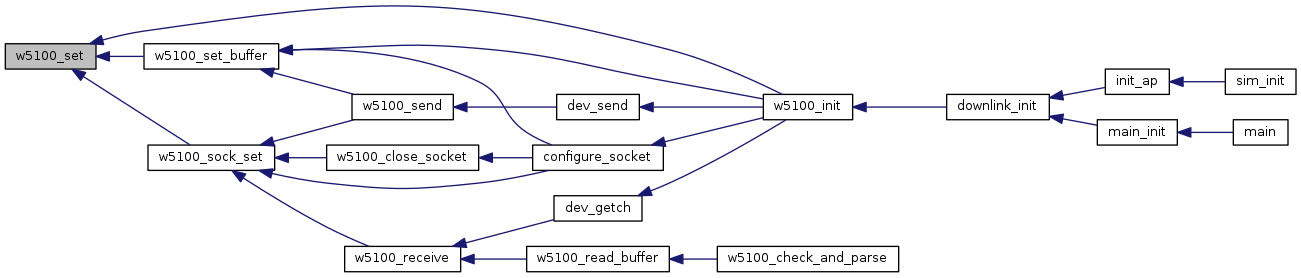 w5100_set
w5100_set_buffer
w5100_send
dev_send
w5100_init
downlink_init
init_ap
sim_init
main_init
main
w5100_sock_set
w5100_close_socket
configure_socket
dev_getch
w5100_receive
w5100_read_buffer
w5100_check_and_parse